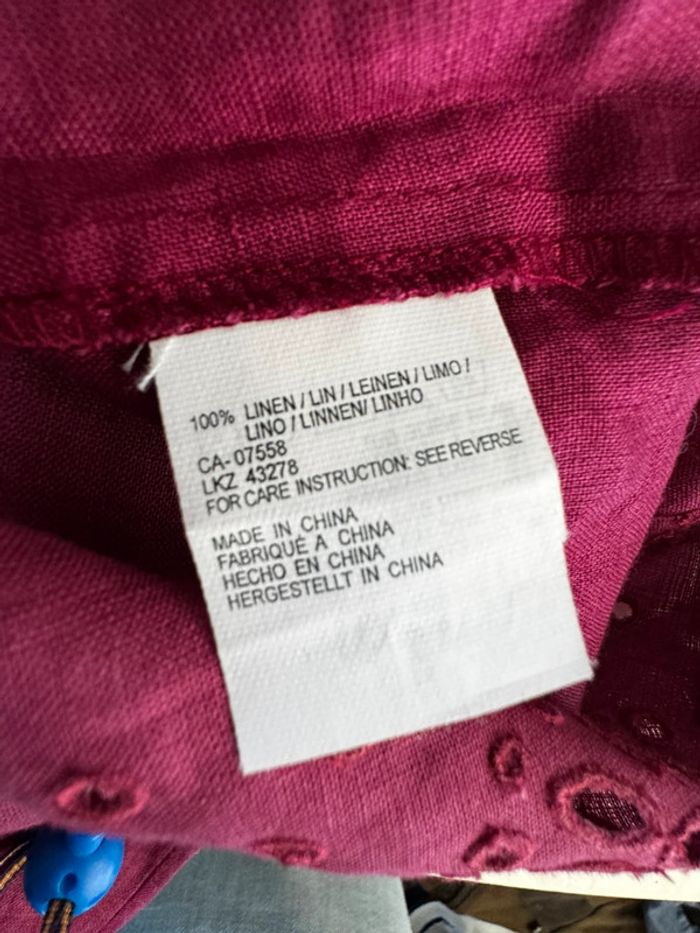 100% LINEN / LIN / LEINEN / LIMO /
LINO / LINNEN/ LINHO
CA-07558
LKZ 43278
FOR CARE INSTRUCTION: SEE REVERSE
MADE IN CHINA
FABRIQUÉ A CHINA
HECHO EN CHINA
HERGESTELLT IN CHINA